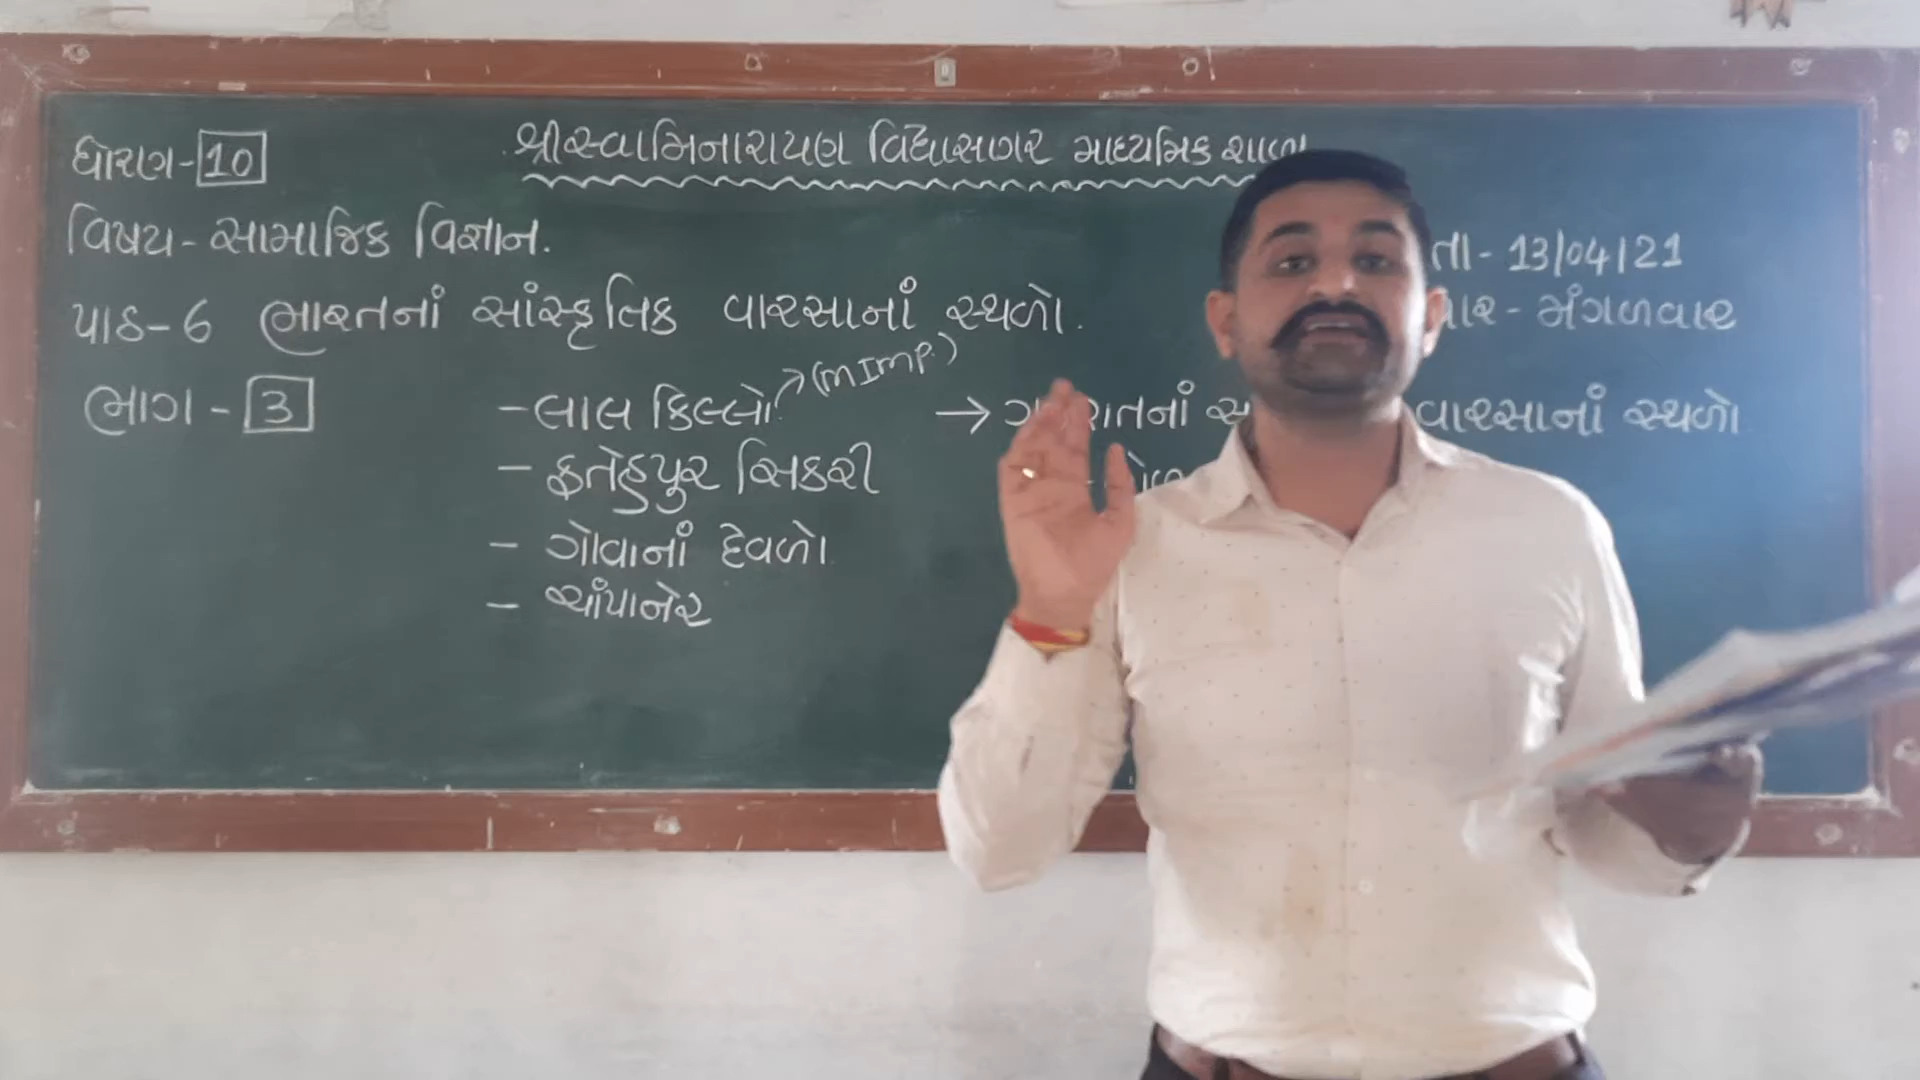 શ્રી સ્વામિનારાયણ વિદ્યાસાગર માધ્યમિક
ધોરણ - 10
વિષય - સામાજિક વિજ્ઞાન.
તા - 13/04/21
પાઠ - 6 ભારતનાં સાંસ્કૃતિક વારસાનાં સ્થળો.
વાર - મંગળવાર
ભાગ - 3
- લાલ કિલ્લો → (m IMP.)
- ફતેહપુર સિકરી
- ગોવાનાં દેવળો
- ચાંપાનેર
→ વારસાનાં સ્થળો